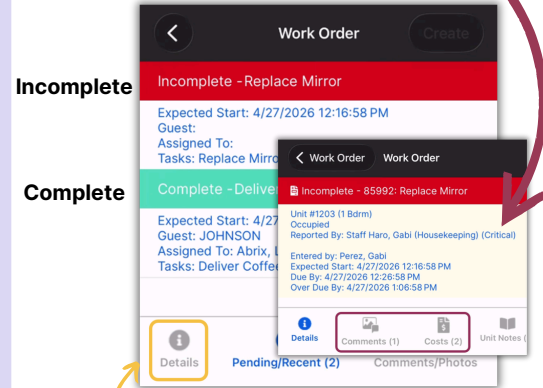 Work Order
Create
Incomplete
Incomplete -Replace Mirror
Expected Start: 4/27/2026 12:16:58 PM
Guest:
Assigned To:
Tasks: Replace Mirro
Complete
Complete -Deliver
Expected Start: 4/27
Guest: JOHNSON
Assigned To: Abrix, L
Tasks: Deliver Coffee
Details
Pending/Recent (2)
Comments/Photos
Work Order
Work Order
Incomplete - 85992: Replace Mirror
Unit #1203 (1 Bdrm)
Occupied
Reported By: Staff Haro, Gabi (Housekeeping) (Critical)
Entered by: Perez, Gabi
Expected Start: 4/27/2026 12:16:58 PM
Due By: 4/27/2026 12:26:58 PM
Over Due By: 4/27/2026 1:06:58 PM
Details
Comments (1)
Costs (2)
Unit Notes (